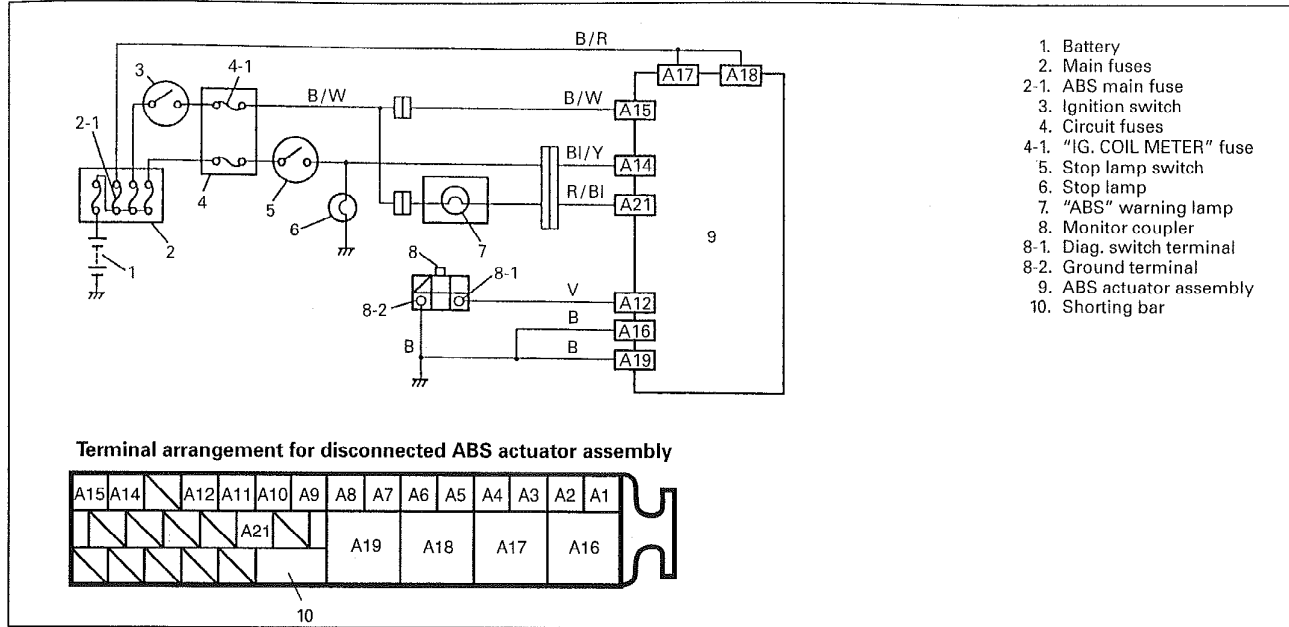 B/R
A17 A18
3
4-1
B/W
B/W
A15
2-1
Bl/Y
A14
R/Bl
A21
4
5
6
7
9
2
1
8
8-1
8-2
V
A12
B
A16
B
B
A19
1. Battery
2. Main fuses
2-1. ABS main fuse
3. Ignition switch
4. Circuit fuses
4-1. "IG. COIL METER" fuse
5. Stop lamp switch
6. Stop lamp
7. "ABS" warning lamp
8. Monitor coupler
8-1. Diag. switch terminal
8-2. Ground terminal
9. ABS actuator assembly
10. Shorting bar
Terminal arrangement for disconnected ABS actuator assembly
A15 A14 A12 A11 A10 A9 A8 A7 A6 A5 A4 A3 A2 A1
A21
A19 A18 A17 A16
10